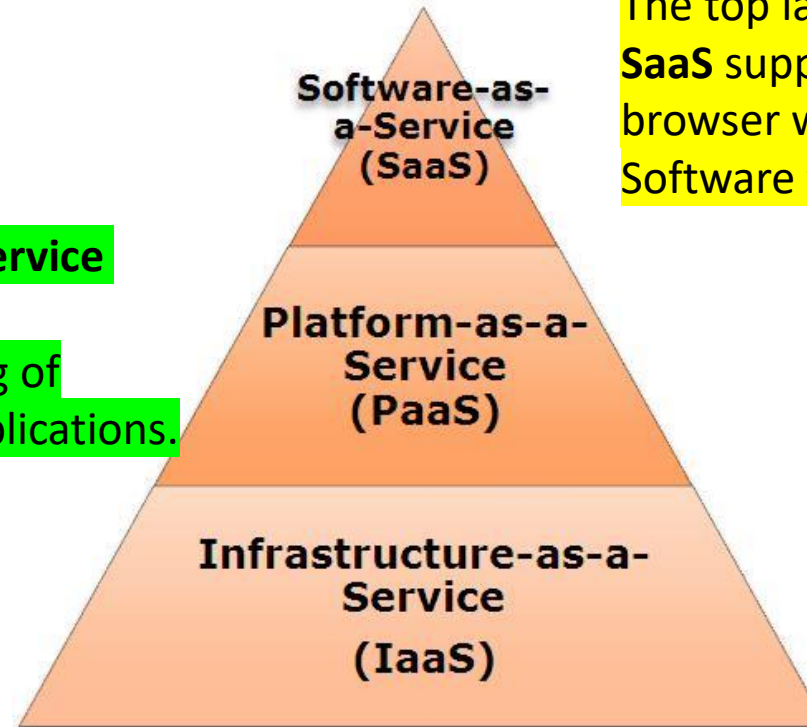 The top la
SaaS supp
browser w
Software
Software-as-
a-Service
(SaaS)
ervice
g of
plications.
Platform-as-a-
Service
(PaaS)
Infrastructure-as-a-
Service
(IaaS)